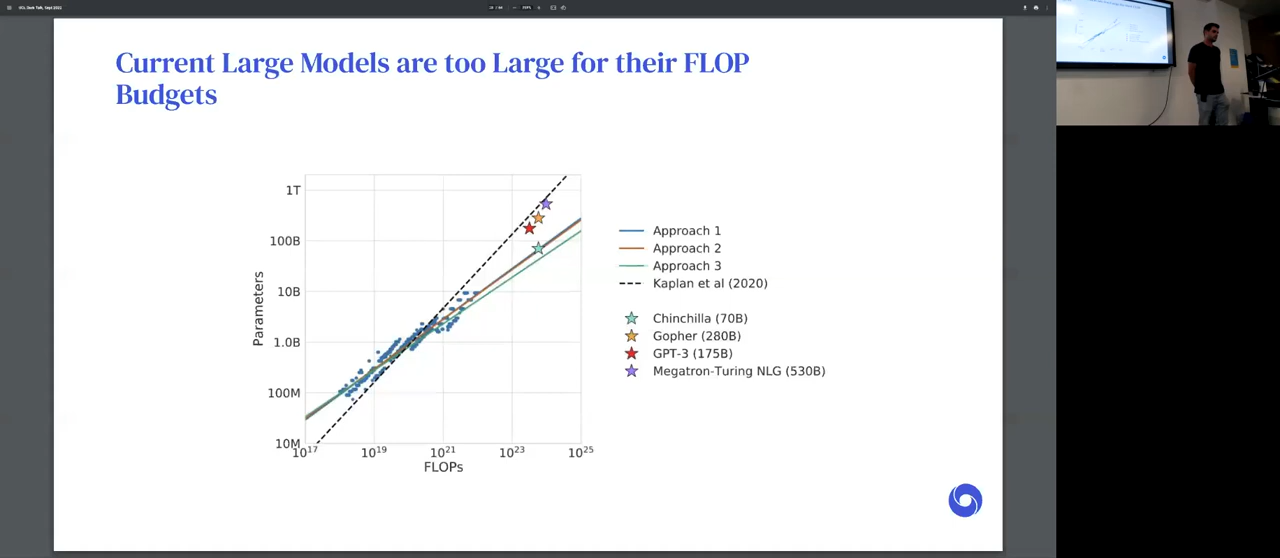 Current Large Models are too Large for their FLOP
Budgets
1T
100B
10B
1.0B
100M
10M
Parameters
10^17
10^19
10^21
10^23
10^25
FLOPs
Approach 1
Approach 2
Approach 3
Kaplan et al (2020)
Chinchilla (70B)
Gopher (280B)
GPT-3 (175B)
Megatron-Turing NLG (530B)